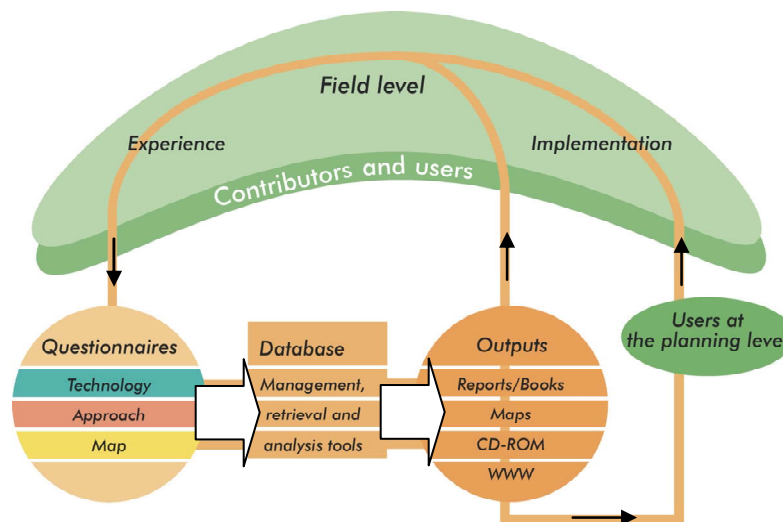 Field level
Experience
Implementation
Contributors and users
Questionnaires
Technology
Approach
Map
Database
Management,
retrieval and
analysis tools
Outputs
Reports/Books
Maps
CD-ROM
WWW
Users at
the planning level